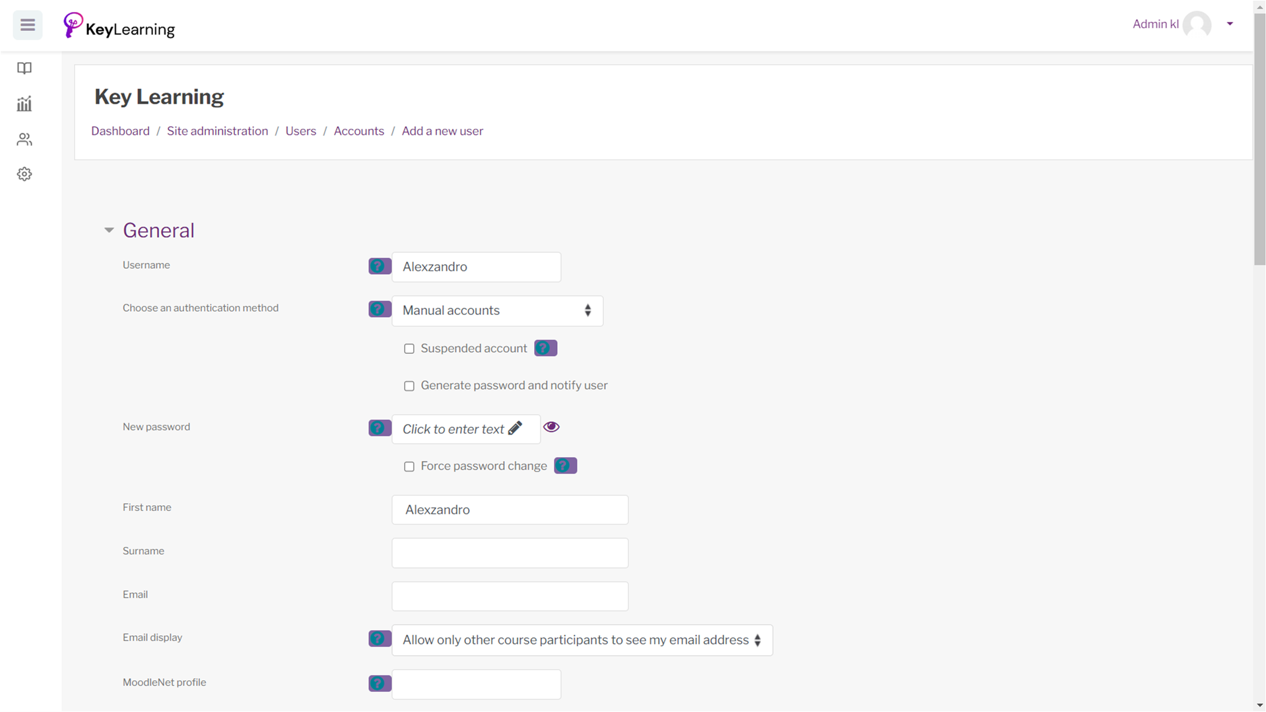 KeyLearning
Admin kl
Key Learning
Dashboard / Site administration / Users / Accounts / Add a new user
General
Username ? Alexzandro
Choose an authentication method ? Manual accounts
Suspended account ?
Generate password and notify user
New password ? Click to enter text
Force password change ?
First name Alexzandro
Surname
Email
Email display ? Allow only other course participants to see my email address
MoodleNet profile ?